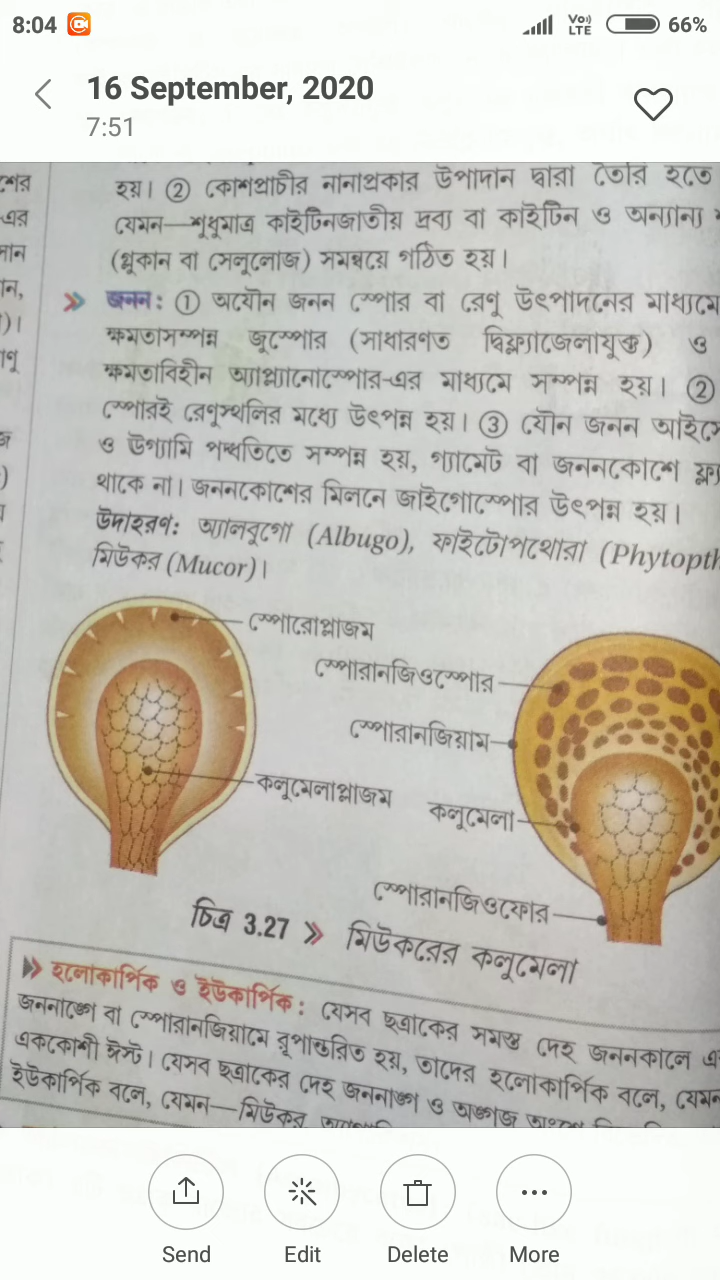 8:04
Vo)) LTE
66%
16 September, 2020
7:51
শের
এর
হয়। ② কোশপ্রাচীর নানাপ্রকার উপাদান দ্বারা তৈরি হতে
যেমন—শুধুমাত্র কাইটিনজাতীয় দ্রব্য বা কাইটিন ও অন্যান্য
(গ্লুকান বা সেলুলোজ) সমন্বয়ে গঠিত হয়।
» জনন: ① অযৌন জনন স্পোর বা রেণু উৎপাদনের মাধ্যমে
ক্ষমতাসম্পন্ন জুস্পোর (সাধারণত দ্বিফ্ল্যাজেলাযুক্ত) ও
ক্ষমতাবিহীন অ্যাপ্ল্যানোস্পোর-এর মাধ্যমে সম্পন্ন হয়। ②
স্পোরই রেণুস্থলির মধ্যে উৎপন্ন হয়। ③ যৌন জনন আইসো
ও উগ্যামি পদ্ধতিতে সম্পন্ন হয়, গ্যামেট বা জননকোশে ফ্ল্যা
থাকে না। জননকোশের মিলনে জাইগোস্পোর উৎপন্ন হয়।
উদাহরণ: অ্যালবুগো (Albugo), ফাইটোপথোরা (Phytopth
মিউকর (Mucor)।
স্পোরোপ্লাজম
স্পোরানজিওস্পোর
স্পোরানজিয়াম
কলুমেলাপ্লাজম
কলুমেলা
স্পোরানজিওফোর
চিত্র 3.27 » মিউকরের কলুমেলা
» হলোকার্পিক ও ইউকার্পিক: যেসব ছত্রাকের সমস্ত দেহ জননকালে এ
জননাঙ্গে বা স্পোরানজিয়ামে রূপান্তরিত হয়, তাদের হলোকার্পিক বলে, যেমন
এককোশী ঈস্ট। যেসব ছত্রাকের দেহ জননাঙ্গ ও অঙ্গজ
ইউকার্পিক বলে, যেমন—মিউকর
Send
Edit
Delete
More